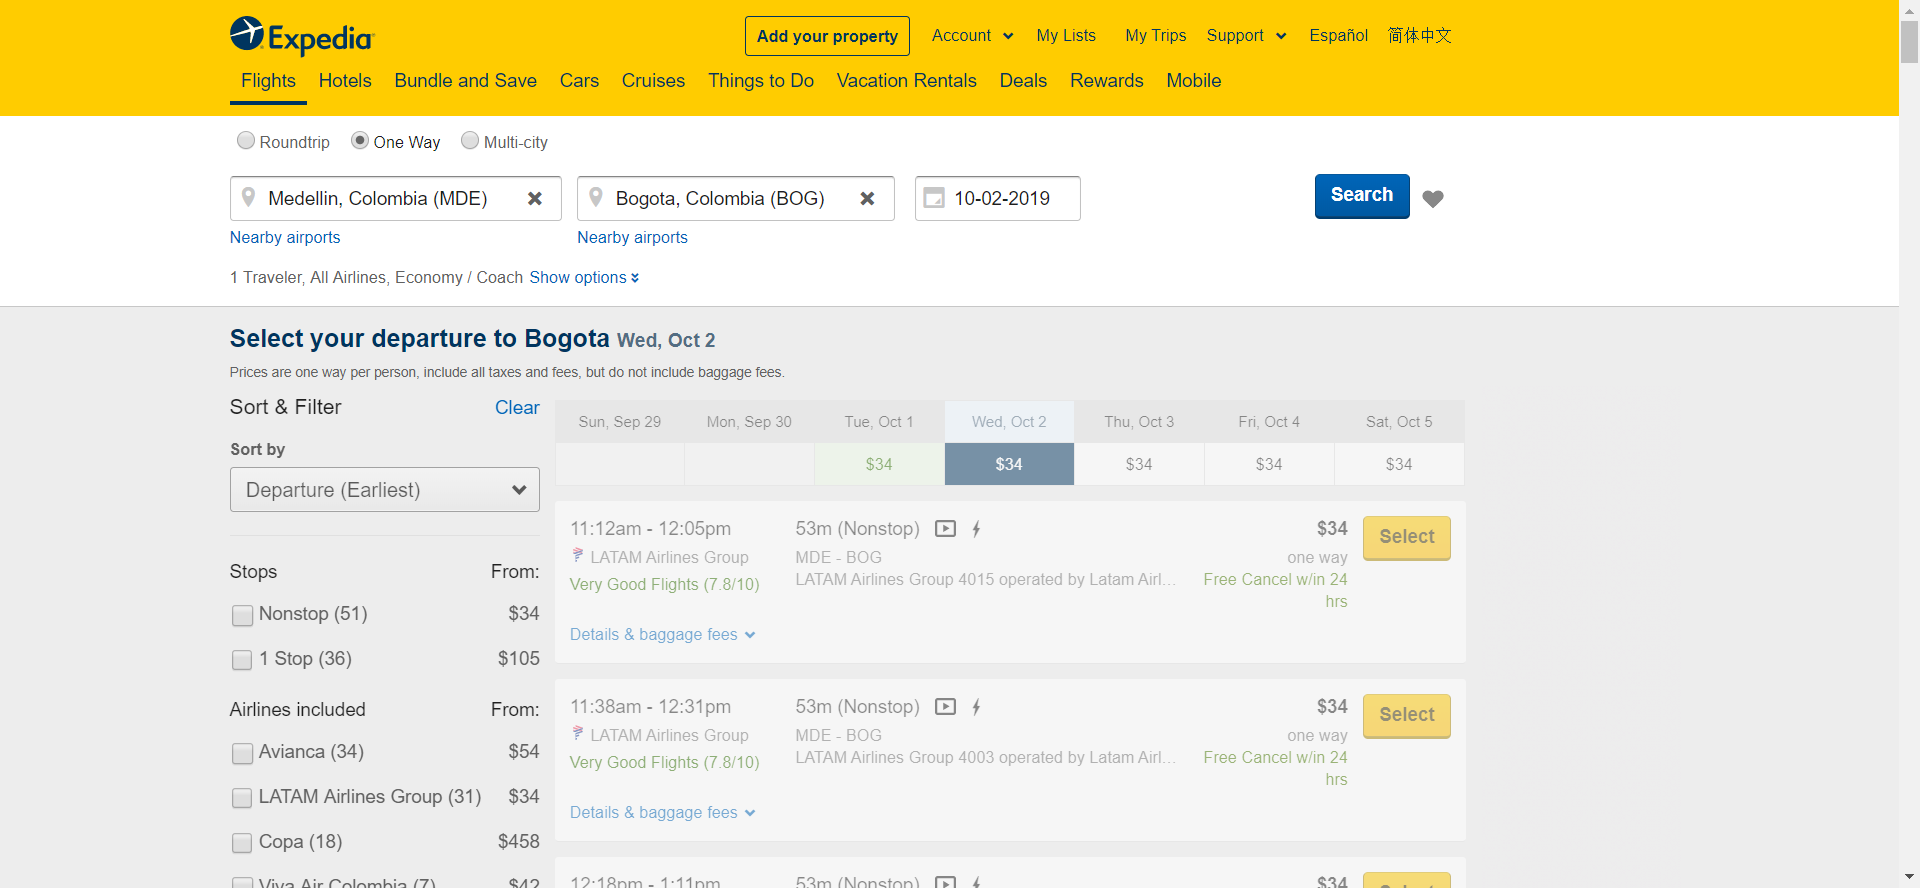 Expedia
Add your property
Account
My Lists
My Trips
Support
Español
简体中文
Flights
Hotels
Bundle and Save
Cars
Cruises
Things to Do
Vacation Rentals
Deals
Rewards
Mobile
Roundtrip
One Way
Multi-city
Medellin, Colombia (MDE)
Bogota, Colombia (BOG)
10-02-2019
Search
Nearby airports
Nearby airports
1 Traveler, All Airlines, Economy / Coach Show options
Select your departure to Bogota Wed, Oct 2
Prices are one way per person, include all taxes and fees, but do not include baggage fees.
Sort & Filter
Clear
Sort by
Departure (Earliest)
Stops From:
Nonstop (51) $34
1 Stop (36) $105
Airlines included From:
Avianca (34) $54
LATAM Airlines Group (31) $34
Copa (18) $458
Viva Air Colombia (7) $42
Sun, Sep 29
Mon, Sep 30
Tue, Oct 1
Wed, Oct 2
Thu, Oct 3
Fri, Oct 4
Sat, Oct 5
$34
$34
$34
$34
$34
11:12am - 12:05pm
LATAM Airlines Group
Very Good Flights (7.8/10)
53m (Nonstop)
MDE - BOG
LATAM Airlines Group 4015 operated by Latam Airl...
$34
one way
Free Cancel w/in 24
hrs
Select
Details & baggage fees
11:38am - 12:31pm
LATAM Airlines Group
Very Good Flights (7.8/10)
53m (Nonstop)
MDE - BOG
LATAM Airlines Group 4003 operated by Latam Airl...
$34
one way
Free Cancel w/in 24
hrs
Select
Details & baggage fees
12:18pm - 1:11pm
53m (Nonstop)
$34
Select